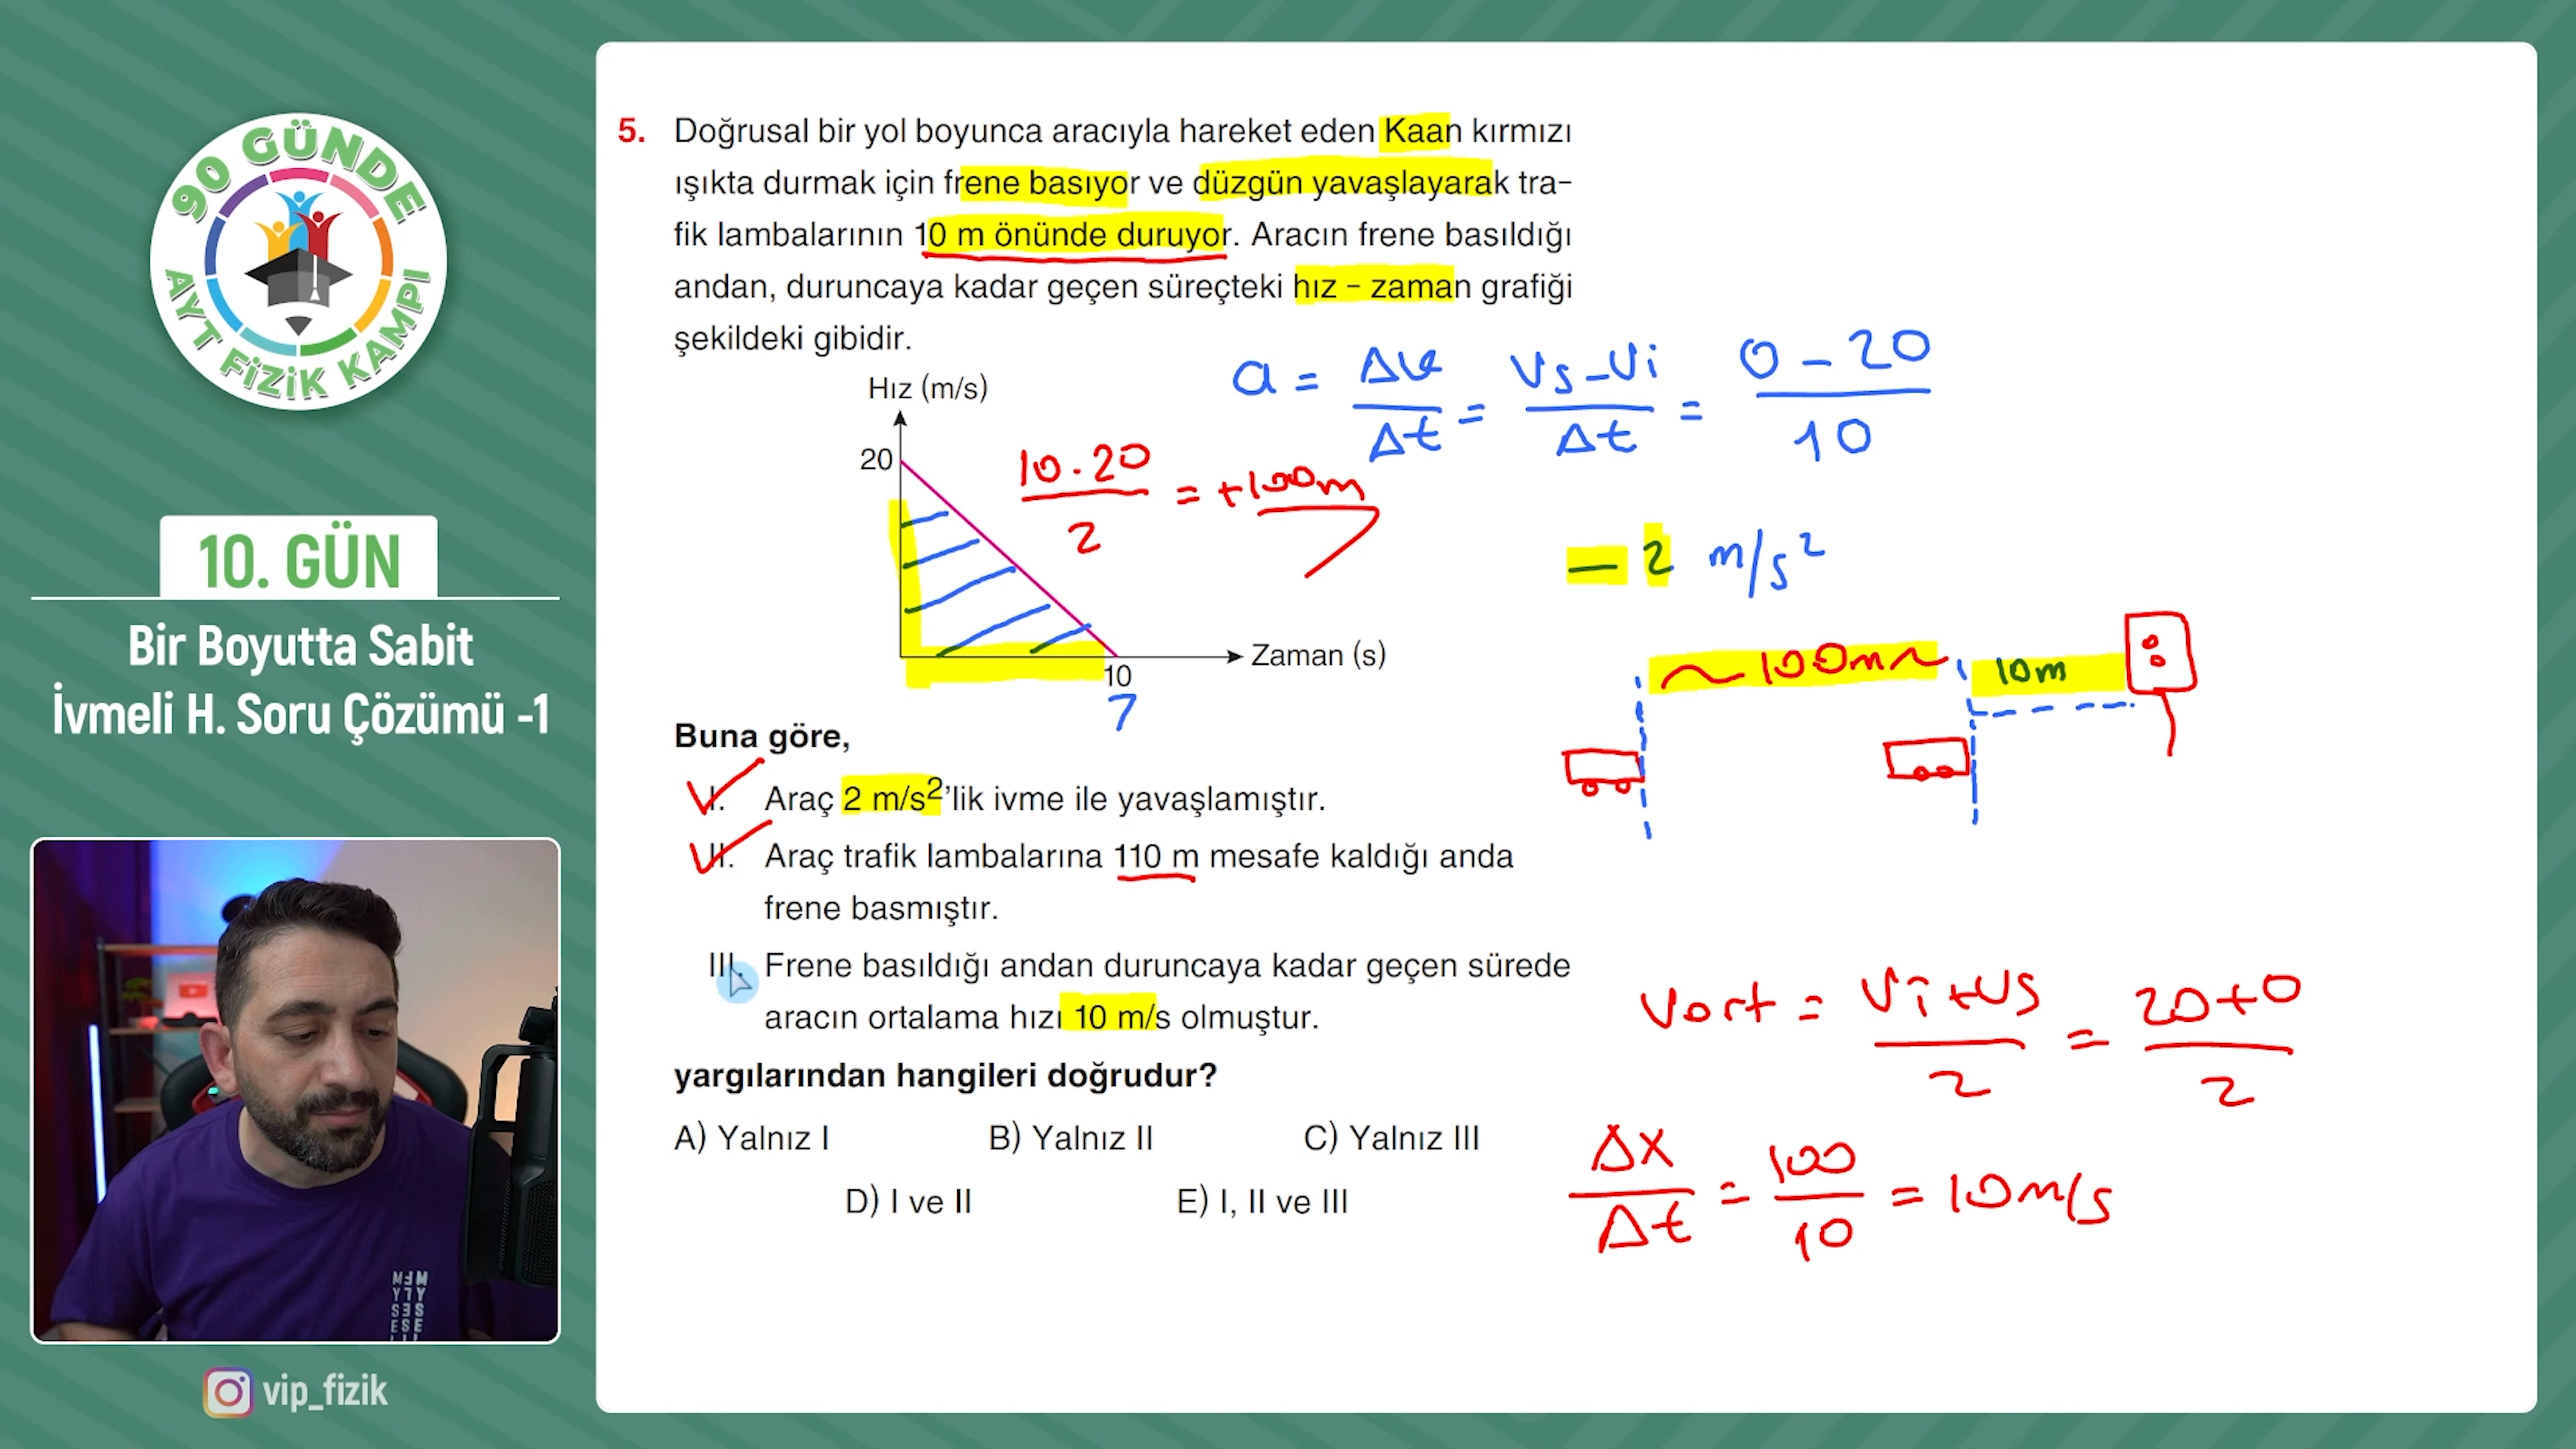 90 GÜNDE
AYT FİZİK KAMPI
10. GÜN
Bir Boyutta Sabit
İvmeli H. Soru Çözümü -1
vip_fizik
5. Doğrusal bir yol boyunca aracıyla hareket eden Kaan kırmızı
ışıkta durmak için frene basıyor ve düzgün yavaşlayarak tra-
fik lambalarının 10 m önünde duruyor. Aracın frene basıldığı
andan, duruncaya kadar geçen süreçteki hız - zaman grafiği
şekildeki gibidir.
Hız (m/s)
20
10
Zaman (s)
7
10.20/2 = +100m
a = Δv/Δt = Vs-Vi/Δt = 0-20/10
- 2 m/s²
100m
10m
Buna göre,
I. Araç 2 m/s²'lik ivme ile yavaşlamıştır.
II. Araç trafik lambalarına 110 m mesafe kaldığı anda
frene basmıştır.
III. Frene basıldığı andan duruncaya kadar geçen sürede
aracın ortalama hızı 10 m/s olmuştur.
yargılarından hangileri doğrudur?
A) Yalnız I B) Yalnız II C) Yalnız III
D) I ve II E) I, II ve III
Vort = Vi+Vs/2 = 20+0/2
Δx/Δt = 100/10 = 10m/s